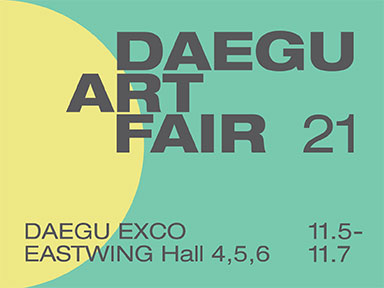 DAEGU
ART
FAIR 21
DAEGU EXCO 11.5-
EASTWING Hall 4,5,6 11.7